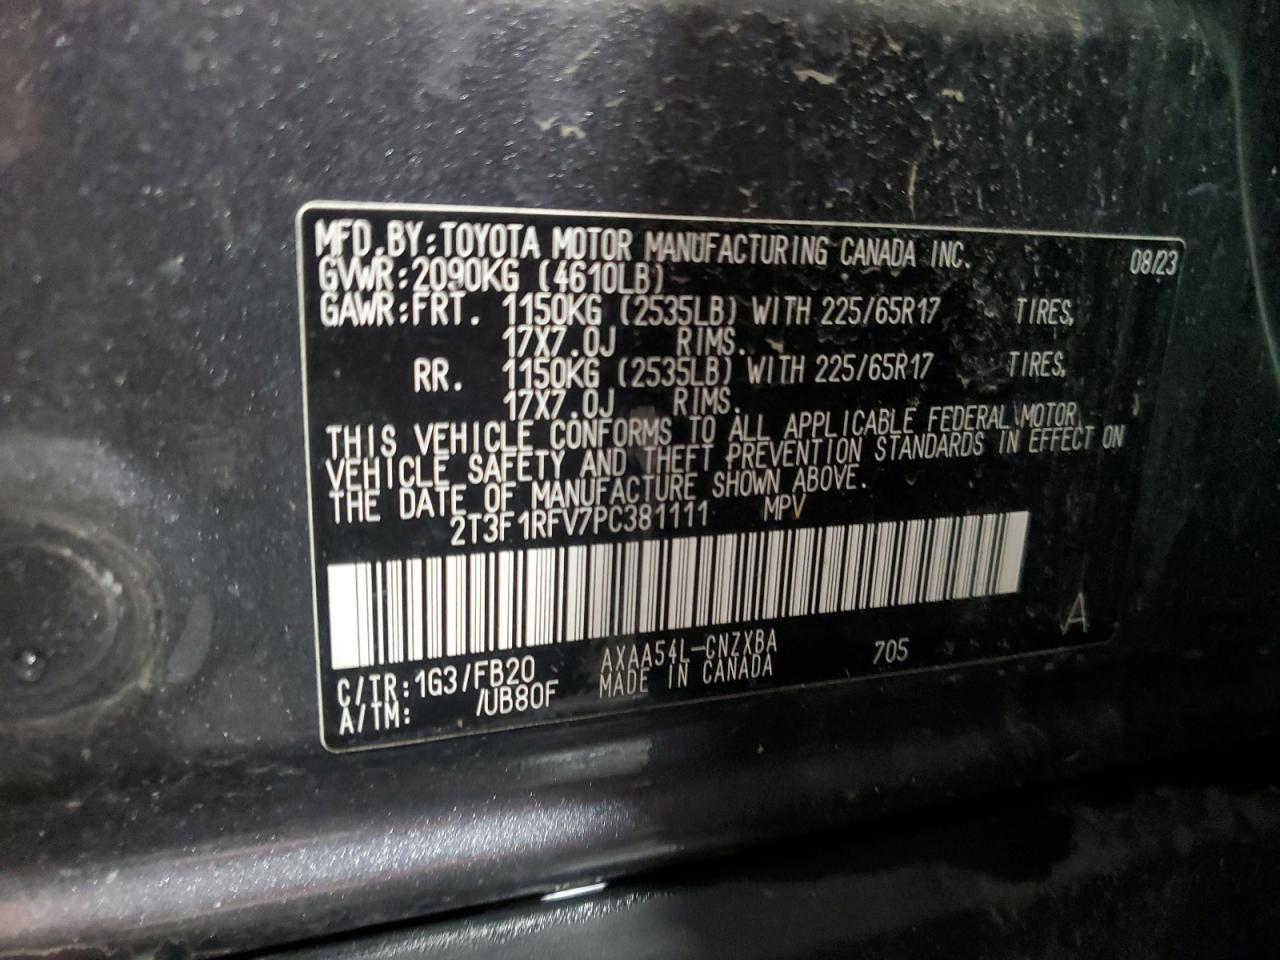 MFD.BY:TOYOTA MOTOR MANUFACTURING CANADA INC. 08/23
GVWR:2090KG (4610LB)
GAWR:FRT. 1150KG (2535LB) WITH 225/65R17 TIRES,
17X7.0J RIMS.
RR. 1150KG (2535LB) WITH 225/65R17 TIRES,
17X7.0J RIMS.
THIS VEHICLE CONFORMS TO ALL APPLICABLE FEDERAL MOTOR
VEHICLE SAFETY AND THEFT PREVENTION STANDARDS IN EFFECT ON
THE DATE OF MANUFACTURE SHOWN ABOVE.
2T3F1RFV7PC381111 MPV
C/TR:1G3/FB20 AXAA54L-CNZXBA 705 A
A/TM: /UB80F MADE IN CANADA